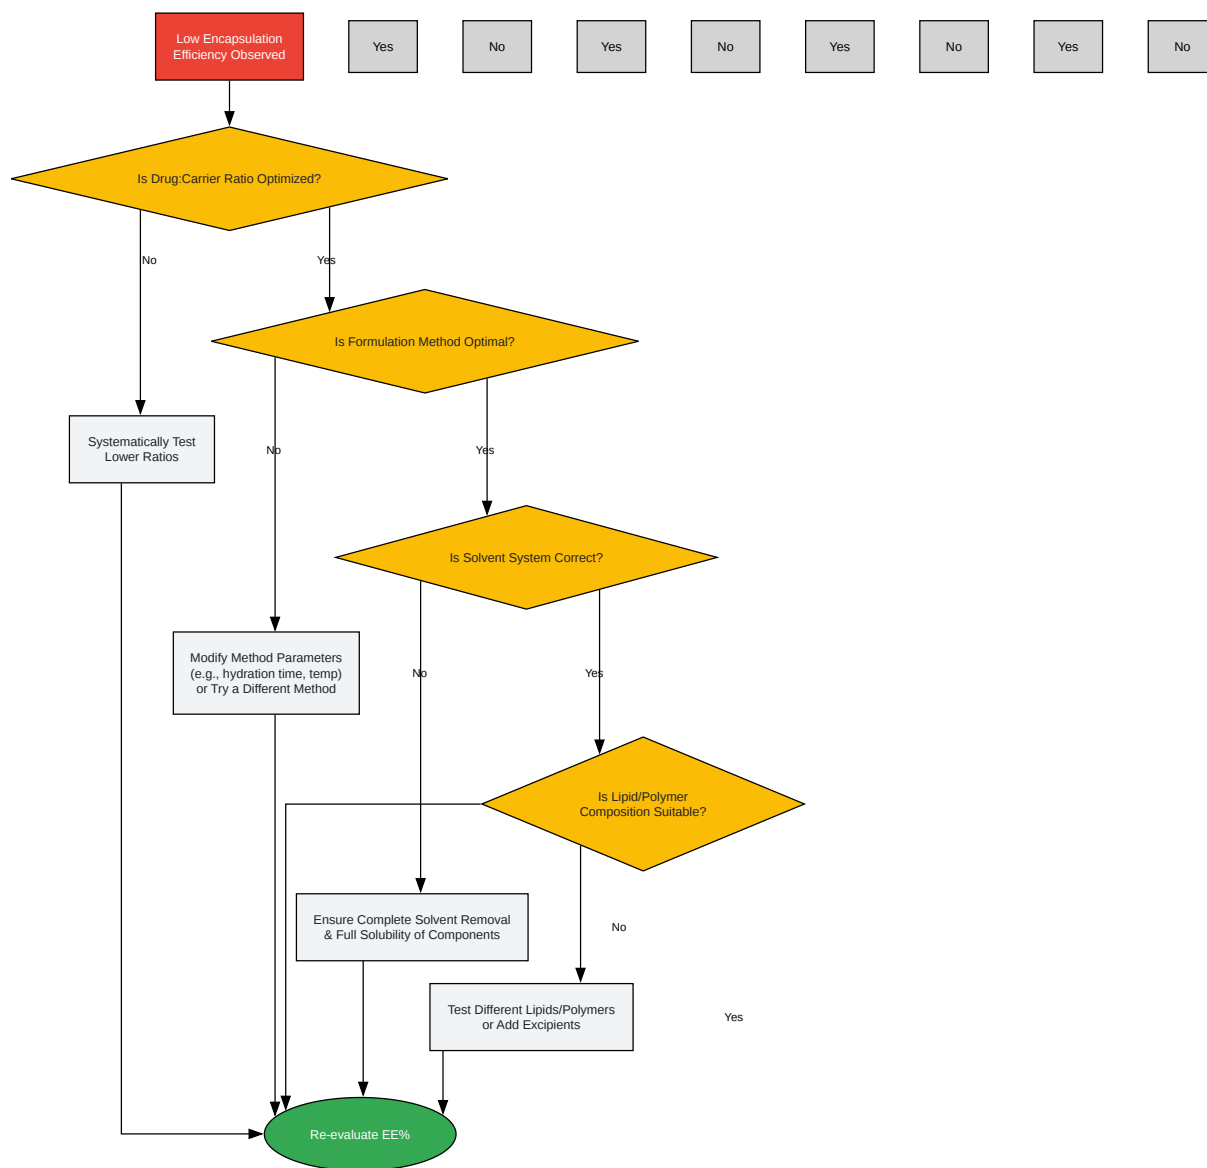 Low Encapsulation
Efficiency Observed
Yes
No
Yes
No
Yes
No
Yes
No
Is Drug:Carrier Ratio Optimized?
No
Yes
Is Formulation Method Optimal?
Systematically Test
Lower Ratios
No
Yes
Is Solvent System Correct?
Modify Method Parameters
(e.g., hydration time, temp)
or Try a Different Method
No
Yes
Is Lipid/Polymer
Composition Suitable?
Ensure Complete Solvent Removal
& Full Solubility of Components
No
Test Different Lipids/Polymers
or Add Excipients
Yes
Re-evaluate EE%